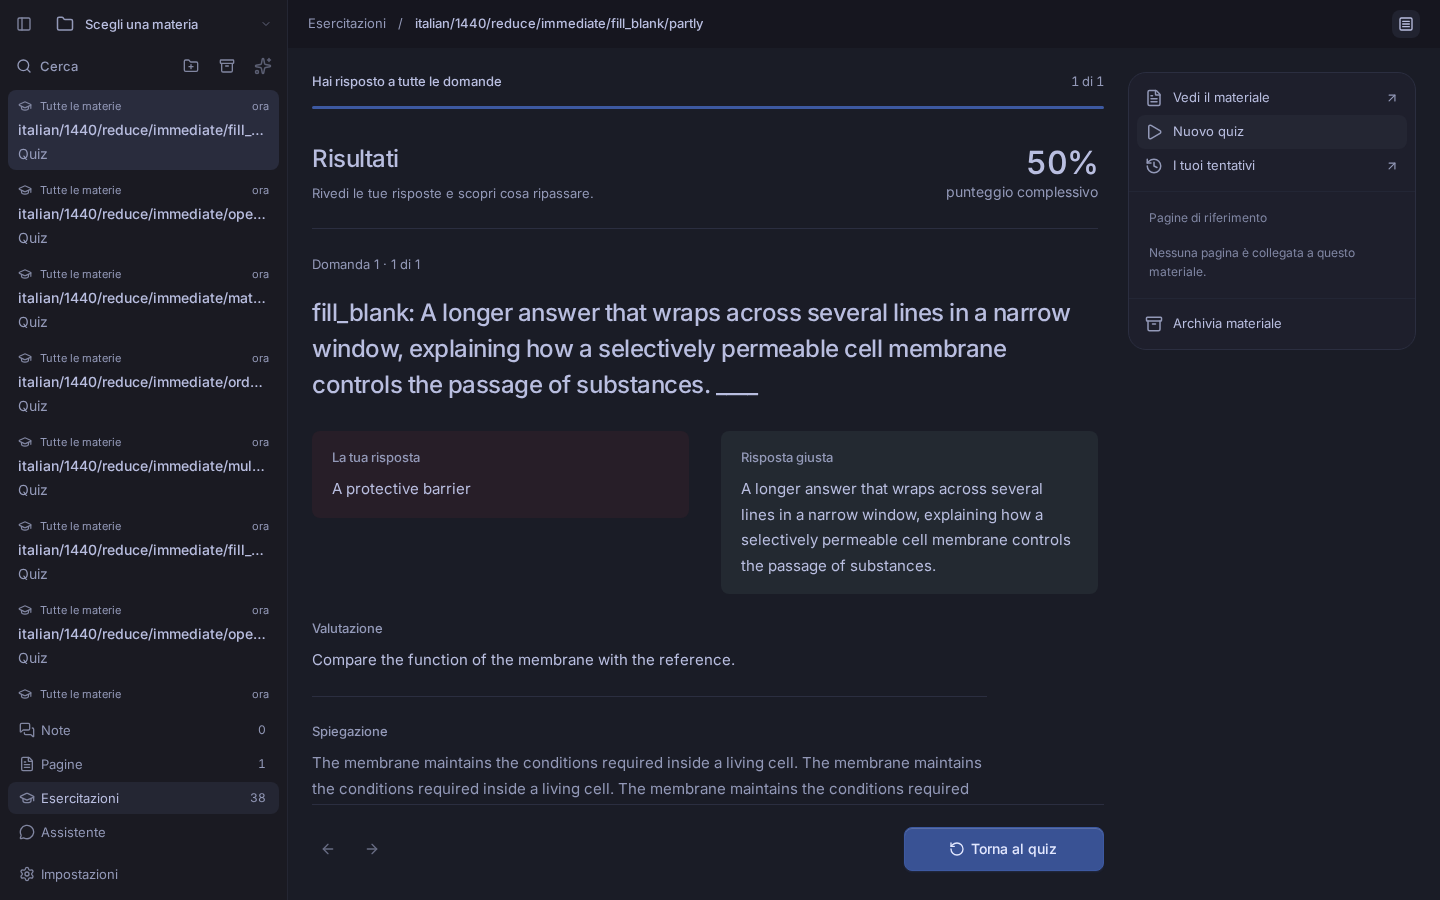 Scegli una materia
Cerca
Tutte le materie ora
italian/1440/reduce/immediate/fill_...
Quiz
Tutte le materie ora
italian/1440/reduce/immediate/ope...
Quiz
Tutte le materie ora
italian/1440/reduce/immediate/mat...
Quiz
Tutte le materie ora
italian/1440/reduce/immediate/ord...
Quiz
Tutte le materie ora
italian/1440/reduce/immediate/mul...
Quiz
Tutte le materie ora
italian/1440/reduce/immediate/fill_...
Quiz
Tutte le materie ora
italian/1440/reduce/immediate/ope...
Quiz
Tutte le materie ora
Note 0
Pagine 1
Esercitazioni 38
Assistente
Impostazioni
Esercitazioni / italian/1440/reduce/immediate/fill_blank/partly
Hai risposto a tutte le domande 1 di 1
Risultati 50%
Rivedi le tue risposte e scopri cosa ripassare. punteggio complessivo
Domanda 1 · 1 di 1
fill_blank: A longer answer that wraps across several lines in a narrow
window, explaining how a selectively permeable cell membrane
controls the passage of substances. ____
La tua risposta
A protective barrier
Risposta giusta
A longer answer that wraps across several
lines in a narrow window, explaining how a
selectively permeable cell membrane controls
the passage of substances.
Valutazione
Compare the function of the membrane with the reference.
Spiegazione
The membrane maintains the conditions required inside a living cell. The membrane maintains
the conditions required inside a living cell. The membrane maintains the conditions required
Torna al quiz
Vedi il materiale
Nuovo quiz
I tuoi tentativi
Pagine di riferimento
Nessuna pagina è collegata a questo
materiale.
Archivia materiale